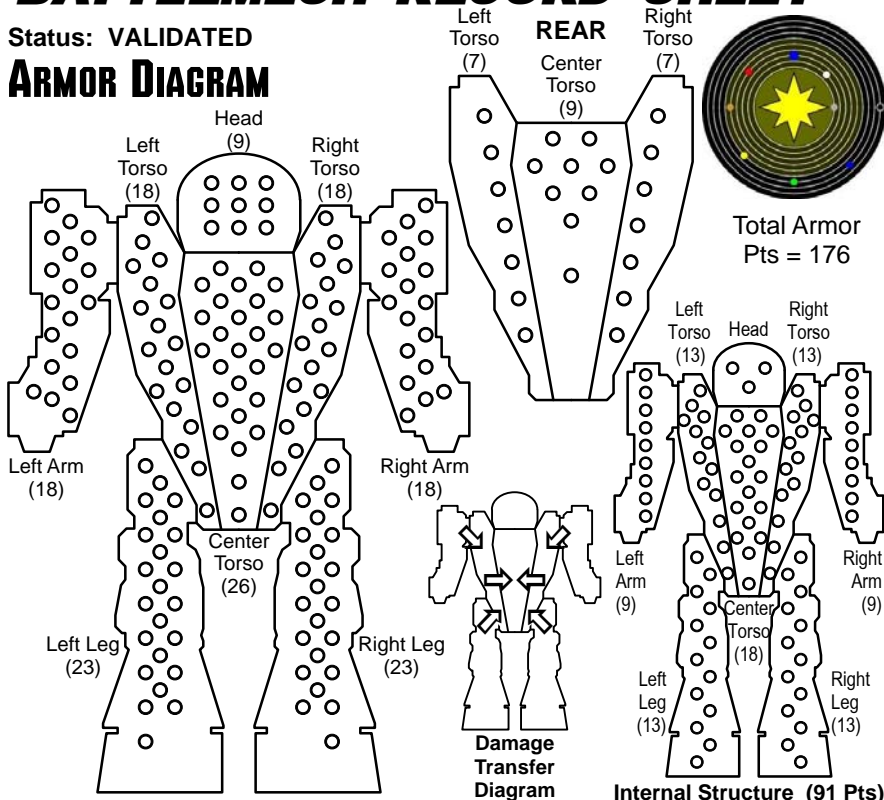 BATTLEMECH RECORD SHEET
Status: VALIDATED
ARMOR DIAGRAM
Head
(9)
Left
Torso
(18)
Right
Torso
(18)
Left Arm
(18)
Right Arm
(18)
Center
Torso
(26)
Left Leg
(23)
Right Leg
(23)
Left
Torso
(7)
REAR
Right
Torso
(7)
Center
Torso
(9)
Total Armor
Pts = 176
Left
Torso
(13)
Head
Right
Torso
(13)
Left
Arm
(9)
Right
Arm
(9)
Center
Torso
(18)
Left
Leg
(13)
Right
Leg
(13)
Damage
Transfer
Diagram
Internal Structure (91 Pts)